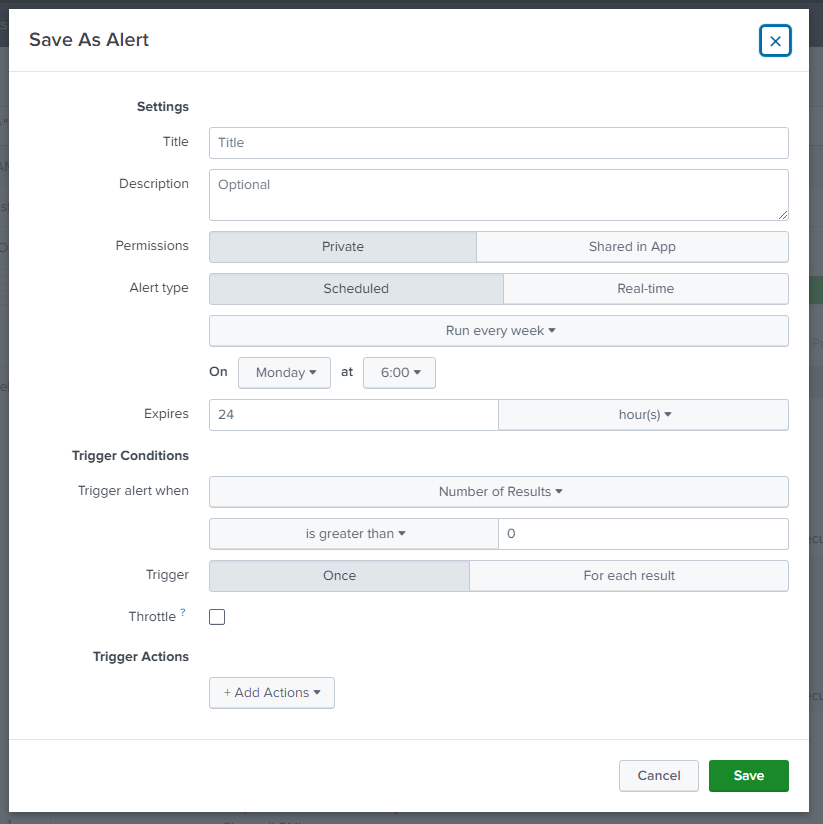 Save As Alert
Settings
Title Title
Description Optional
Permissions Private Shared in App
Alert type Scheduled Real-time
Run every week
On Monday at 6:00
Expires 24 hour(s)
Trigger Conditions
Trigger alert when Number of Results
is greater than 0
Trigger Once For each result
Throttle ?
Trigger Actions
+ Add Actions
Cancel Save